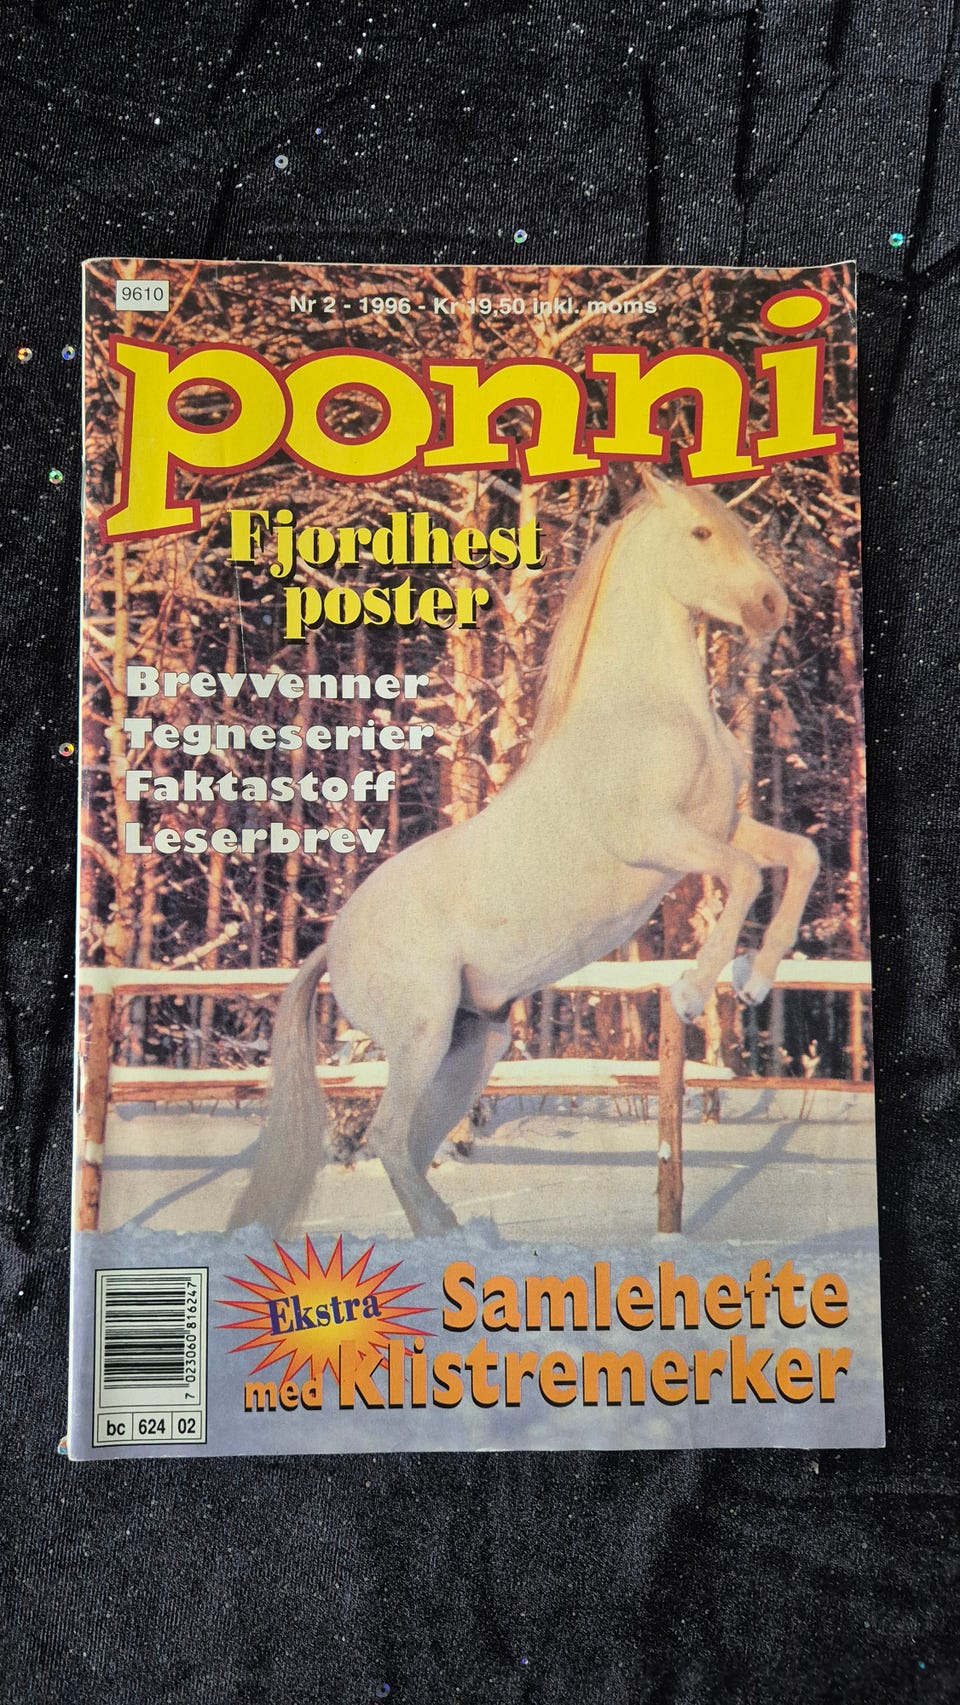 9610
Nr 2 - 1996 - Kr 19,50 inkl. moms
ponni
Fjordhest
poster
Brevvenner
Tegneserier
Faktastoff
Leserbrev
Ekstra
Samlehefte
med Klistremerker
7 023060 816247
bc 624 02